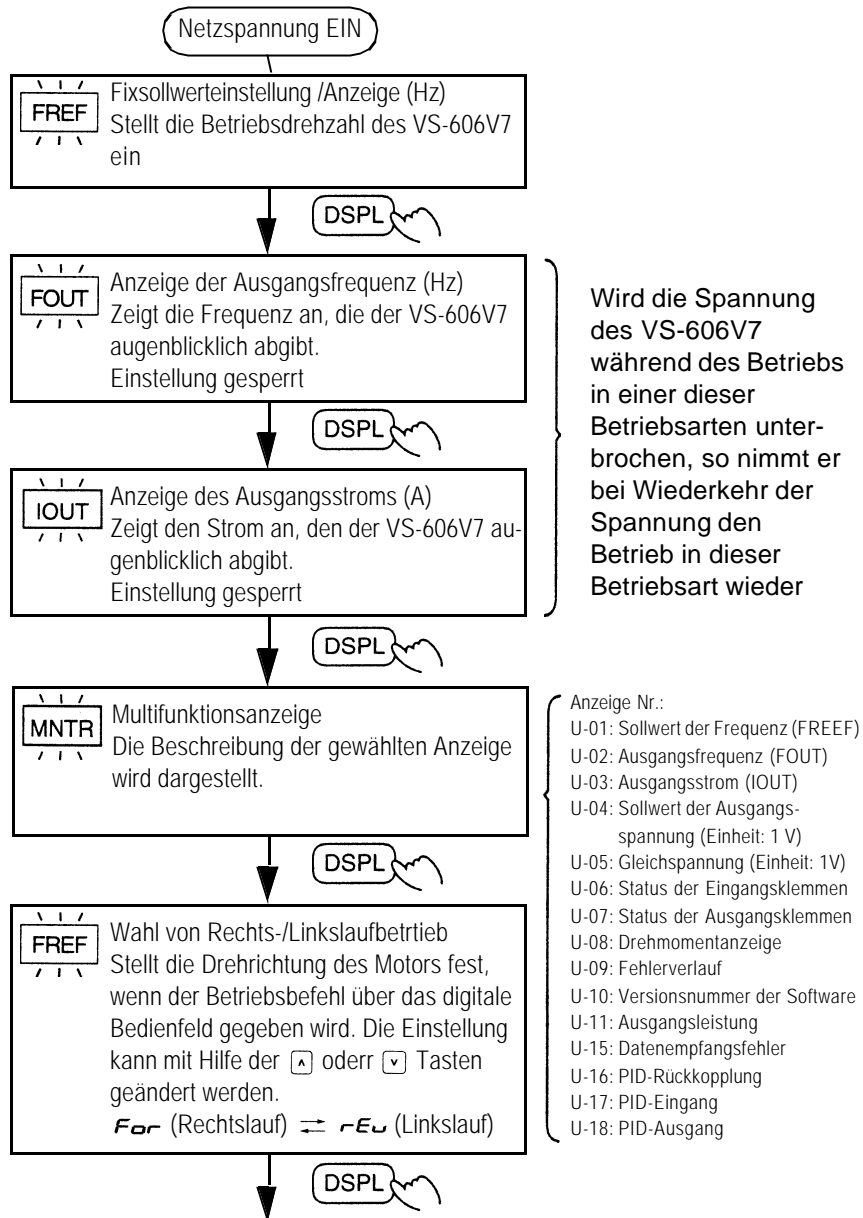 Netzspannung EIN
FREF
Fixsollwerteinstellung /Anzeige (Hz)
Stellt die Betriebsdrehzahl des VS-606V7
ein
DSPL
FOUT
Anzeige der Ausgangsfrequenz (Hz)
Zeigt die Frequenz an, die der VS-606V7
augenblicklich abgibt.
Einstellung gesperrt
DSPL
IOUT
Anzeige des Ausgangsstroms (A)
Zeigt den Strom an, den der VS-606V7 au-
genblicklich abgibt.
Einstellung gesperrt
Wird die Spannung
des VS-606V7
während des Betriebs
in einer dieser
Betriebsarten unter-
brochen, so nimmt er
bei Wiederkehr der
Spannung den
Betrieb in dieser
Betriebsart wieder
DSPL
MNTR
Multifunktionsanzeige
Die Beschreibung der gewählten Anzeige
wird dargestellt.
Anzeige Nr.:
U-01: Sollwert der Frequenz (FREEF)
U-02: Ausgangsfrequenz (FOUT)
U-03: Ausgangsstrom (IOUT)
U-04: Sollwert der Ausgangs-
spannung (Einheit: 1 V)
U-05: Gleichspannung (Einheit: 1V)
U-06: Status der Eingangsklemmen
U-07: Status der Ausgangsklemmen
U-08: Drehmomentanzeige
U-09: Fehlerverlauf
U-10: Versionsnummer der Software
U-11: Ausgangsleistung
U-15: Datenempfangsfehler
U-16: PID-Rückkopplung
U-17: PID-Eingang
U-18: PID-Ausgang
DSPL
FREF
Wahl von Rechts-/Linkslaufbetrtieb
Stellt die Drehrichtung des Motors fest,
wenn der Betriebsbefehl über das digitale
Bedienfeld gegeben wird. Die Einstellung
kann mit Hilfe der ∧ oderr ∨ Tasten
geändert werden.
For (Rechtslauf) ⇄ rEu (Linkslauf)
DSPL